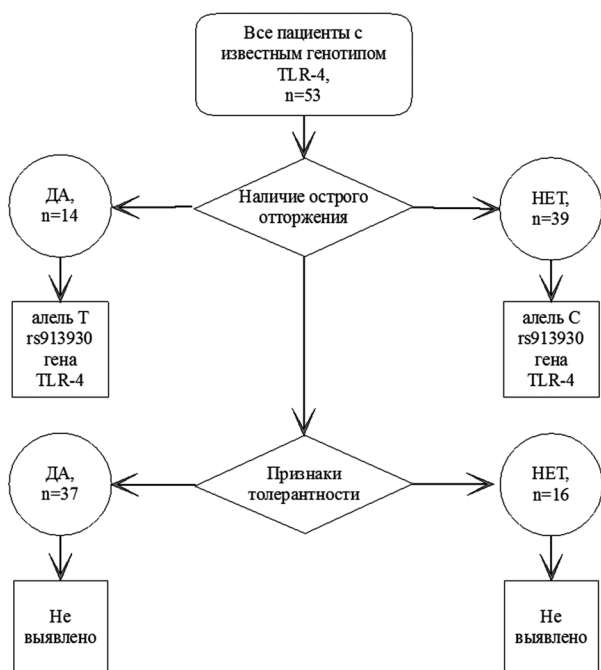 Все пациенты с
известным генотипом
TLR-4,
n=53
Наличие острого
отторжения
ДА,
n=14
НЕТ,
n=39
алель Т
rs913930
гена
TLR-4
алель С
rs913930
гена
TLR-4
Признаки
толерантности
ДА,
n=37
НЕТ,
n=16
Не
выявлено
Не
выявлено